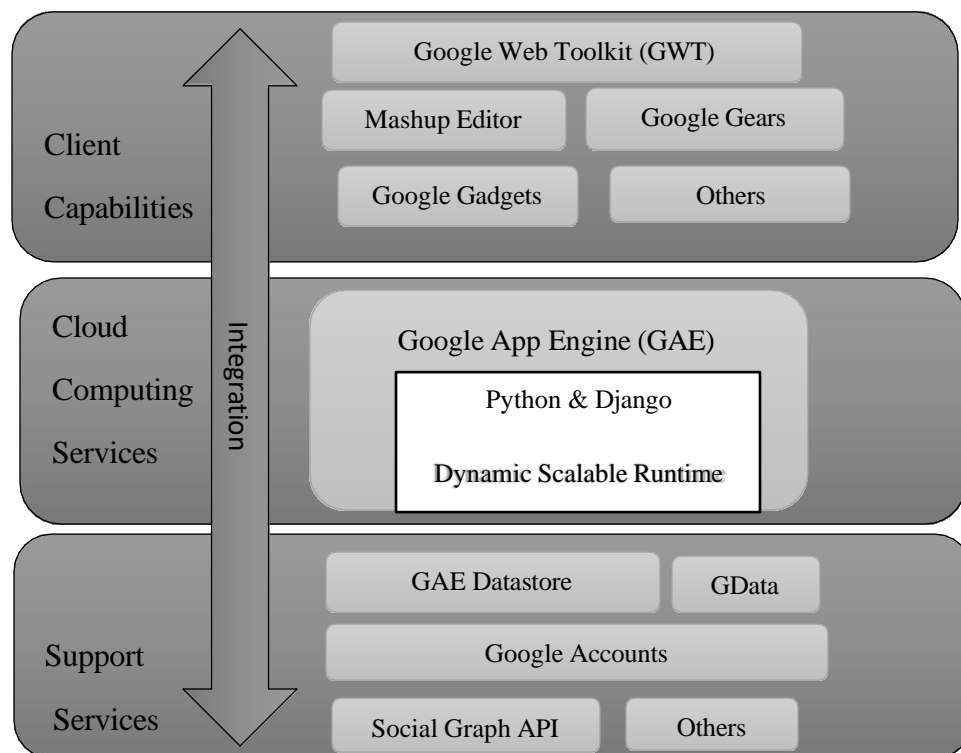 Google Web Toolkit (GWT)
Mashup Editor
Google Gears
Client
Capabilities
Google Gadgets
Others
Integration
Cloud
Computing
Services
Google App Engine (GAE)
Python & Django
Dynamic Scalable Runtime
GAE Datastore
GData
Support
Services
Google Accounts
Social Graph API
Others